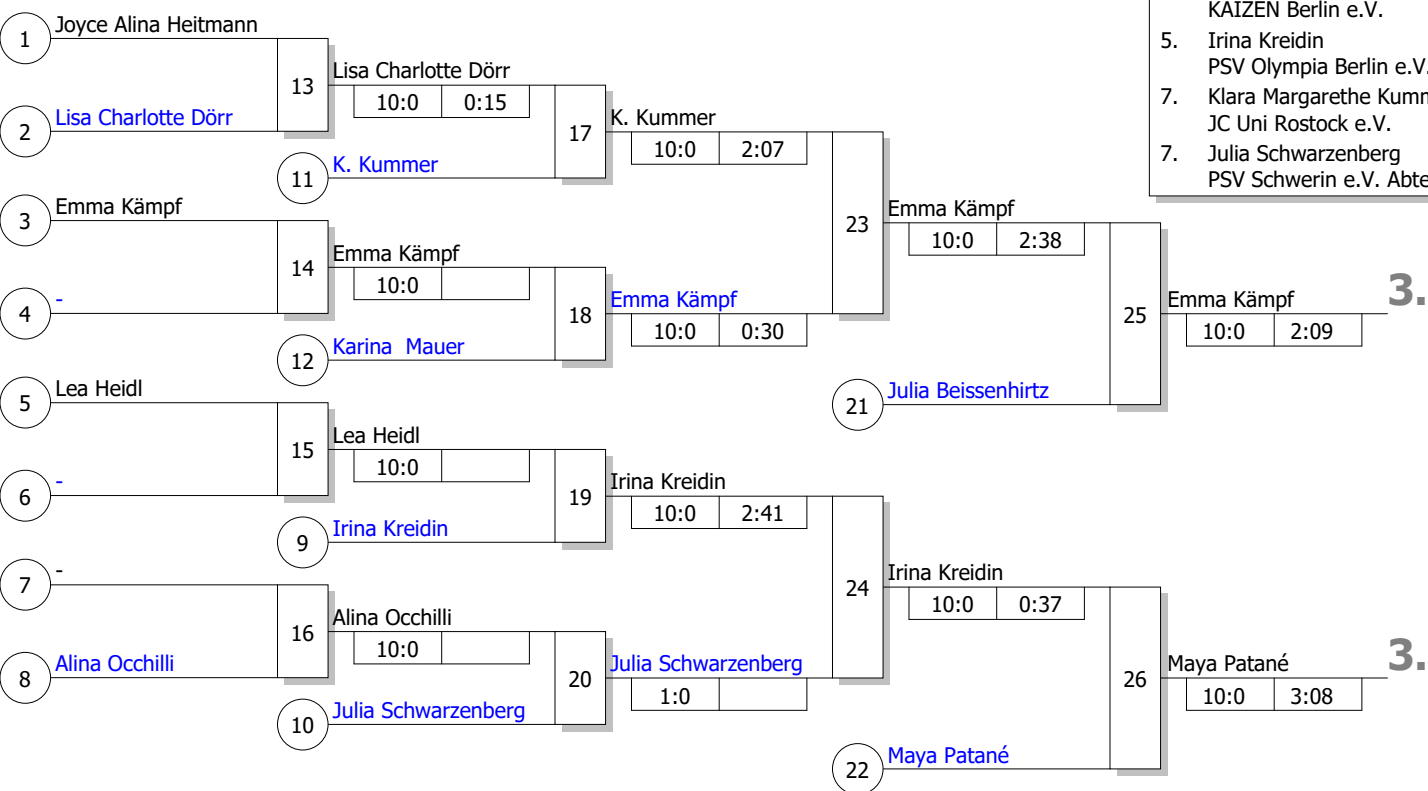 KAIZEN Berlin e.V.
5. Irina Kreidin
PSV Olympia Berlin e.V.
7. Klara Margarethe
JC Uni Rostock e.V.
7. Julia Schwarzenberg
PSV Schwerin e.V.
1 Joyce Alina Heitmann
13 Lisa Charlotte Dörr
10:0 0:15
2 Lisa Charlotte Dörr
17 K. Kummer
10:0 2:07
11 K. Kummer
3 Emma Kämpf
23 Emma Kämpf
10:0 2:38
14 Emma Kämpf
10:0
4 -
18 Emma Kämpf
10:0 0:30
12 Karina Mauer
25 Emma Kämpf 3.
10:0 2:09
5 Lea Heidl
21 Julia Beissenhirtz
15 Lea Heidl
10:0
6 -
19 Irina Kreidin
10:0 2:41
9 Irina Kreidin
7 -
24 Irina Kreidin
10:0 0:37
16 Alina Occhilli
10:0
8 Alina Occhilli
20 Julia Schwarzenberg
1:0
10 Julia Schwarzenberg
26 Maya Patané 3.
10:0 3:08
22 Maya Patané